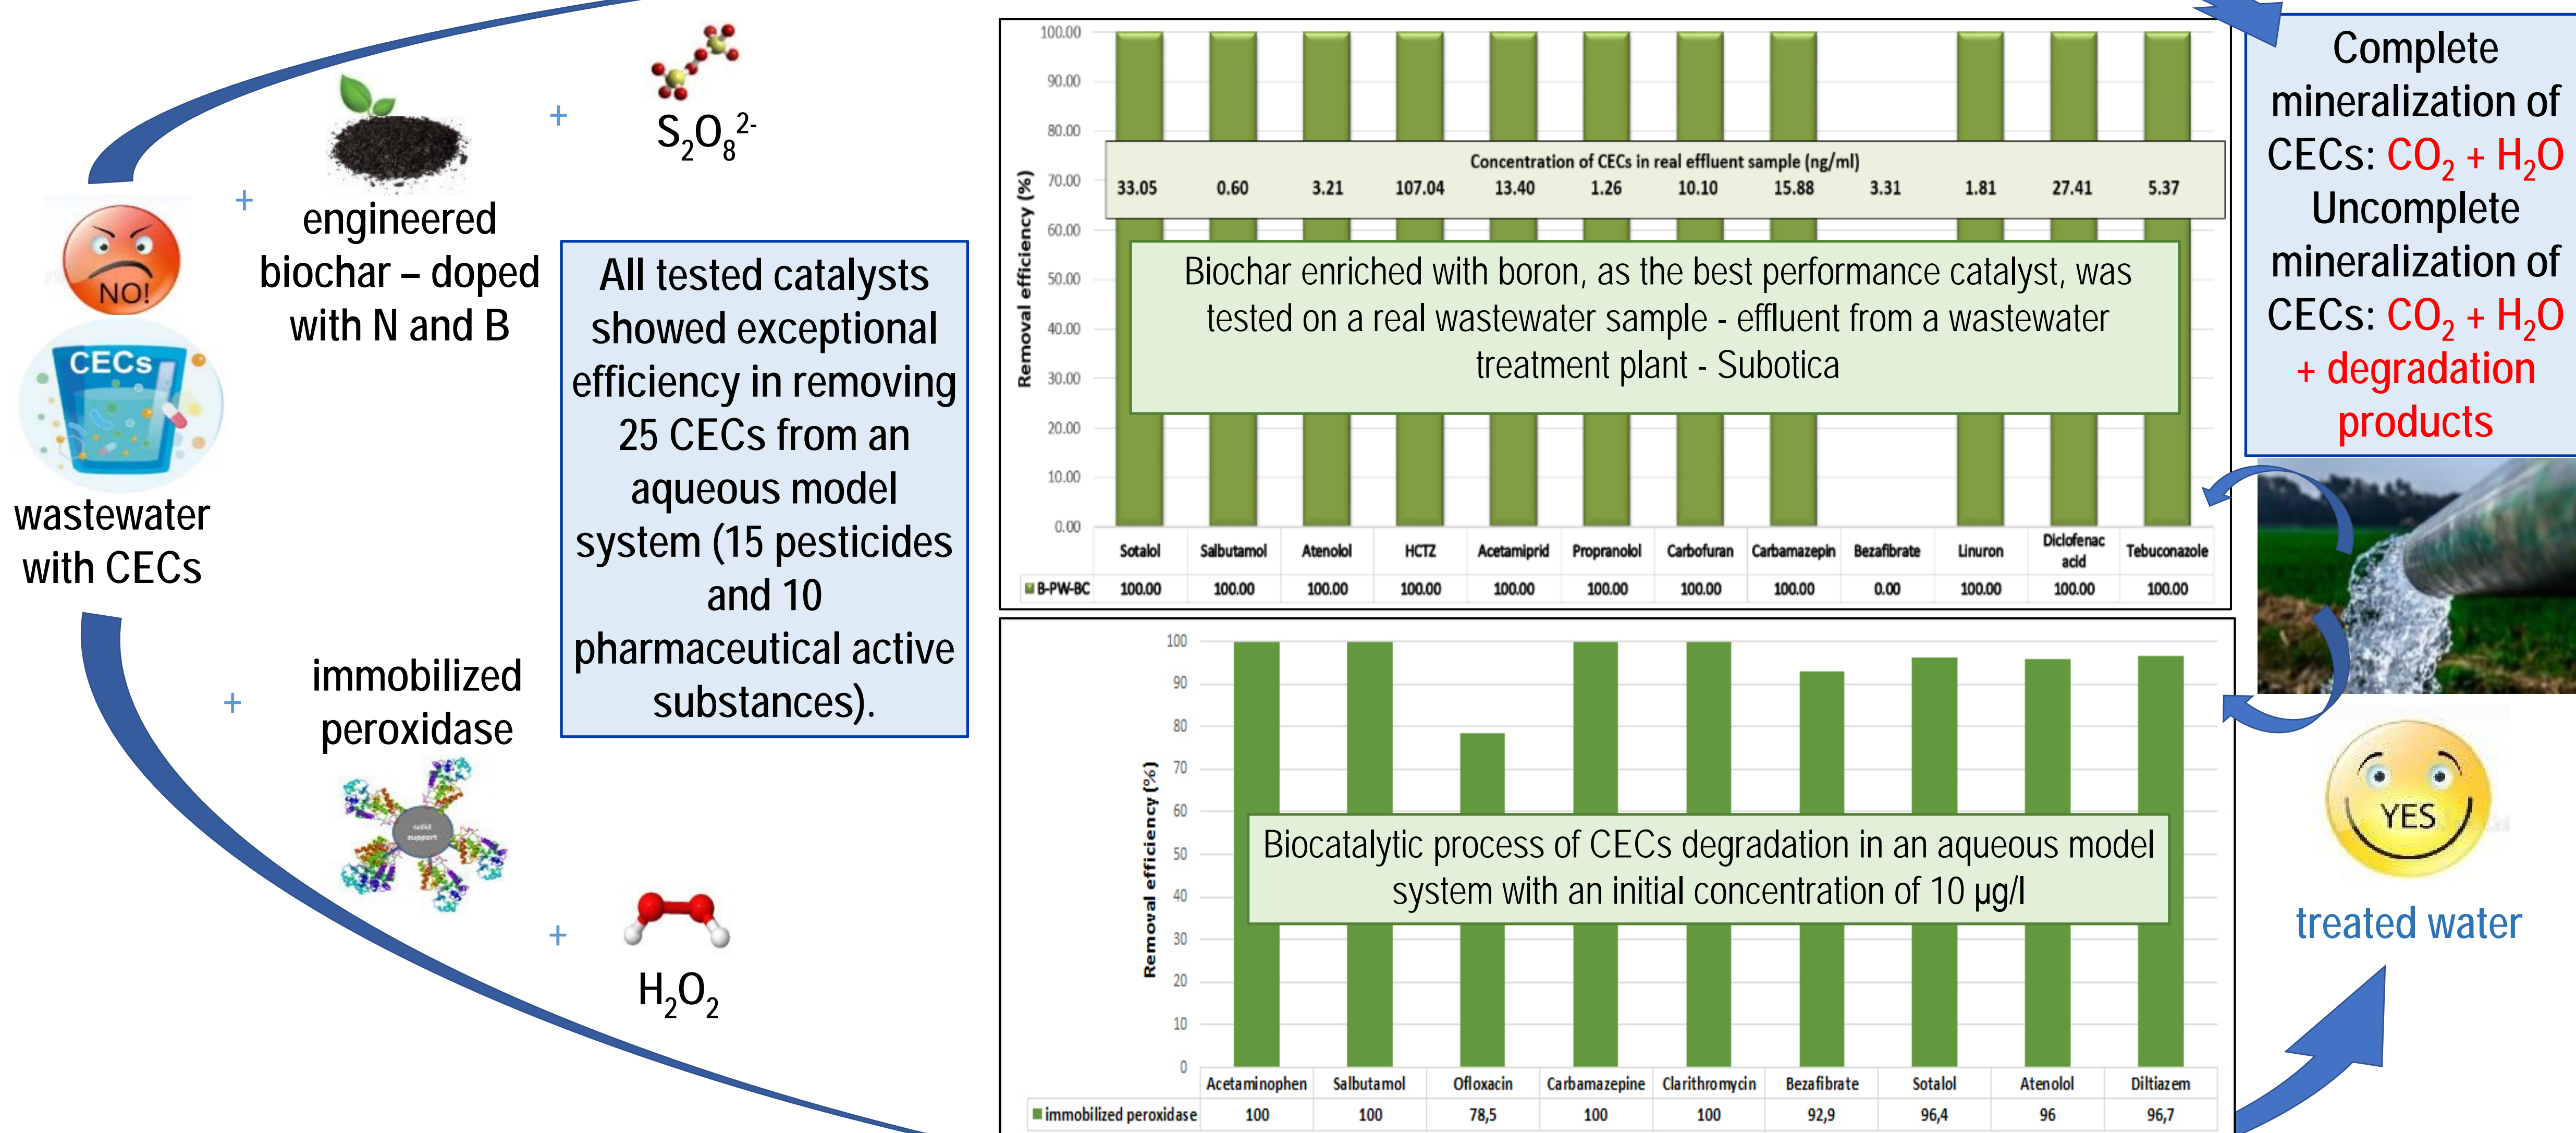 S₂O₈²⁻
+
+
engineered
biochar – doped
with N and B
NO!
CECs
wastewater
with CECs
All tested catalysts
showed exceptional
efficiency in removing
25 CECs from an
aqueous model
system (15 pesticides
and 10
pharmaceutical active
substances).
+
immobilized
peroxidase
solid
support
+
H₂O₂
Removal efficiency (%)
100.00
90.00
80.00
70.00
60.00
50.00
40.00
30.00
20.00
10.00
0.00
Concentration of CECs in real effluent sample (ng/ml)
33.05 0.60 3.21 107.04 13.40 1.26 10.10 15.88 3.31 1.81 27.41 5.37
Biochar enriched with boron, as the best performance catalyst, was
tested on a real wastewater sample - effluent from a wastewater
treatment plant - Subotica
Sotalol Salbutamol Atenolol HCTZ Acetamiprid Propranolol Carbofuran Carbamazepin Bezafibrate Linuron Diclofenac acid Tebuconazole
B-PW-BC 100.00 100.00 100.00 100.00 100.00 100.00 100.00 100.00 0.00 100.00 100.00 100.00
Removal efficiency (%)
100
90
80
70
60
50
40
30
20
10
0
Biocatalytic process of CECs degradation in an aqueous model
system with an initial concentration of 10 µg/l
Acetaminophen Salbutamol Ofloxacin Carbamazepine Clarithromycin Bezafibrate Sotalol Atenolol Diltiazem
immobilized peroxidase 100 100 78,5 100 100 92,9 96,4 96 96,7
Complete
mineralization of
CECs: CO₂ + H₂O
Uncomplete
mineralization of
CECs: CO₂ + H₂O
+ degradation
products
YES
treated water